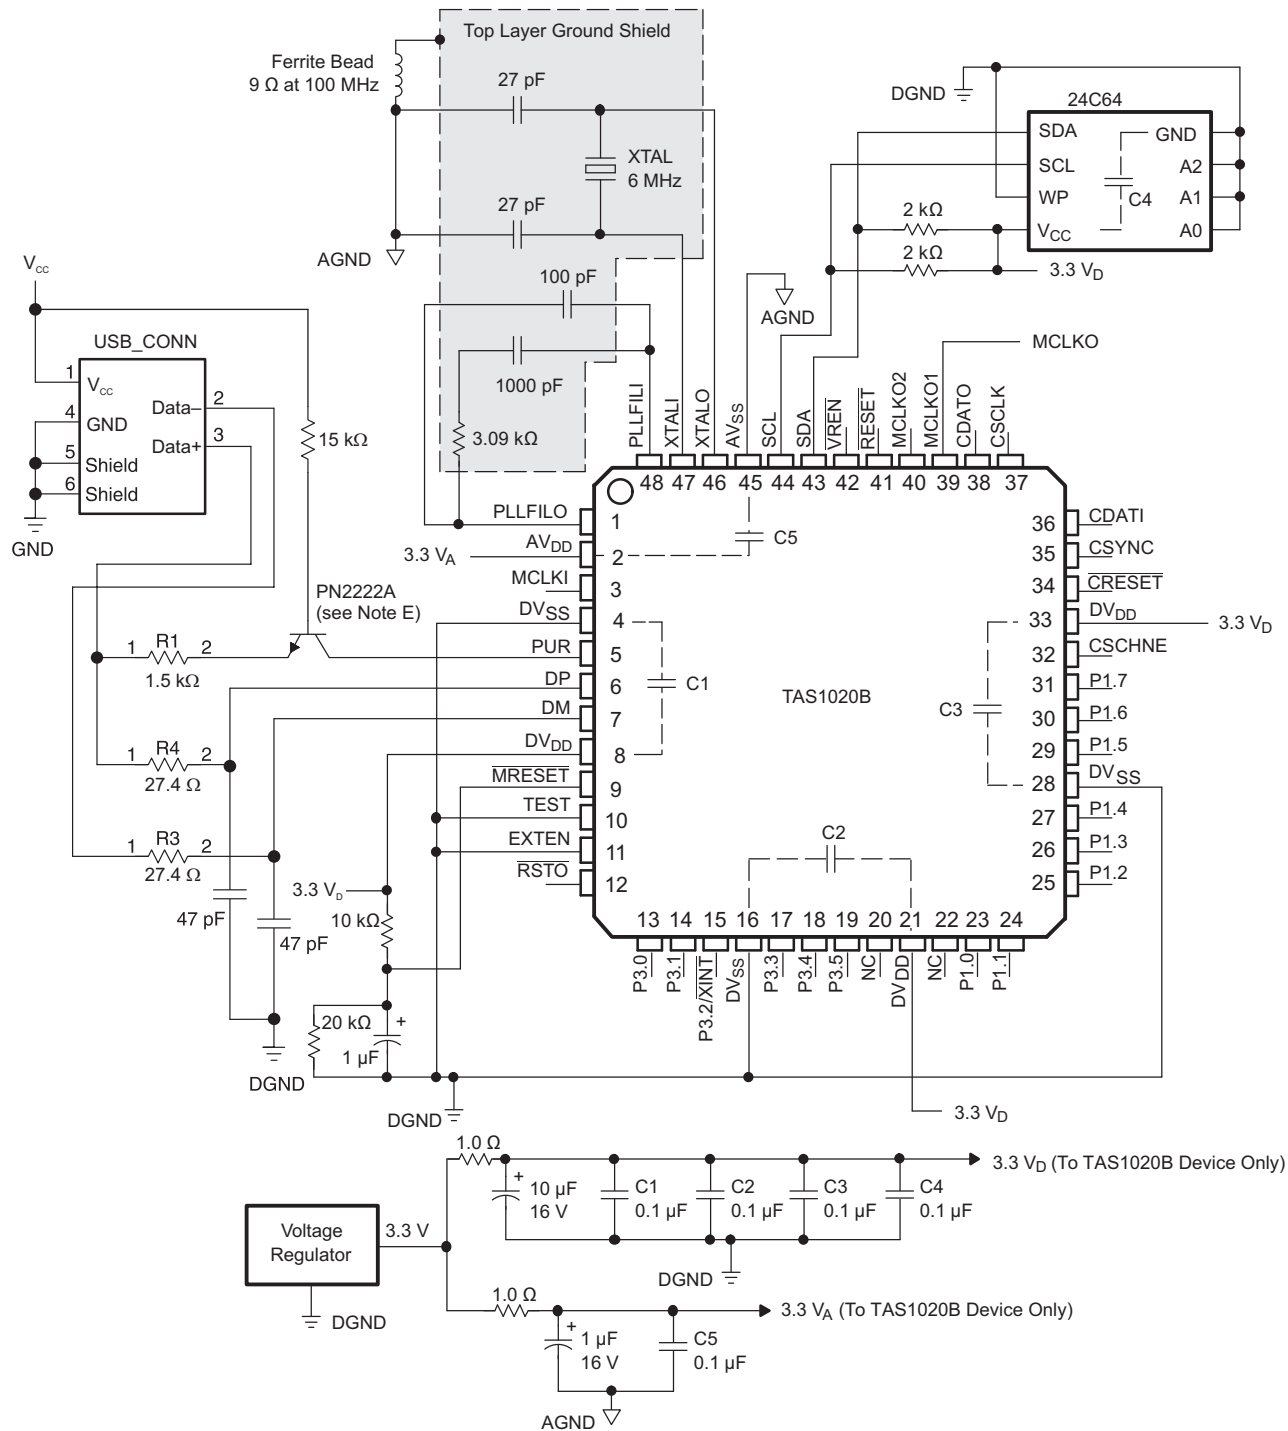 Top Layer Ground Shield
Ferrite Bead
9 Ω at 100 MHz
27 pF
XTAL
6 MHz
27 pF
AGND
100 pF
1000 pF
3.09 kΩ
DGND
24C64
SDA
SCL
WP
VCC
GND
A2
A1
A0
C4
2 kΩ
2 kΩ
3.3 VD
AGND
MCLKO
VCC
USB_CONN
1
VCC
4
GND
5
Shield
6
Shield
Data– 2
Data+ 3
GND
15 kΩ
PN2222A
(see Note E)
1 R1 2
1.5 kΩ
1 R4 2
27.4 Ω
1 R3 2
27.4 Ω
47 pF
47 pF
DGND
3.3 VD
10 kΩ
20 kΩ
+
1 µF
DGND
PLLFILI
XTALI
XTALO
AVSS
SCL
SDA
VREN
RESET
MCLKO2
MCLKO1
CDATO
CSCLK
48 47 46 45 44 43 42 41 40 39 38 37
PLLFILO 1
3.3 VA AVDD 2
MCLKI 3
DVSS 4
PUR 5
DP 6
DM 7
DVDD 8
MRESET 9
TEST 10
EXTEN 11
RSTO 12
C5
C1
TAS1020B
C3
C2
36 CDATI
35 CSYNC
34 CRESET
33 DVDD 3.3 VD
32 CSCHNE
31 P1.7
30 P1.6
29 P1.5
28 DVSS
27 P1.4
26 P1.3
25 P1.2
13 14 15 16 17 18 19 20 21 22 23 24
P3.0
P3.1
P3.2/XINT
DVSS
P3.3
P3.4
P3.5
NC
DVDD
NC
P1.0
P1.1
3.3 VD
1.0 Ω
3.3 VD (To TAS1020B Device Only)
+
10 µF
16 V
C1
0.1 µF
C2
0.1 µF
C3
0.1 µF
C4
0.1 µF
DGND
Voltage
Regulator
3.3 V
DGND
1.0 Ω
3.3 VA (To TAS1020B Device Only)
+
1 µF
16 V
C5
0.1 µF
AGND